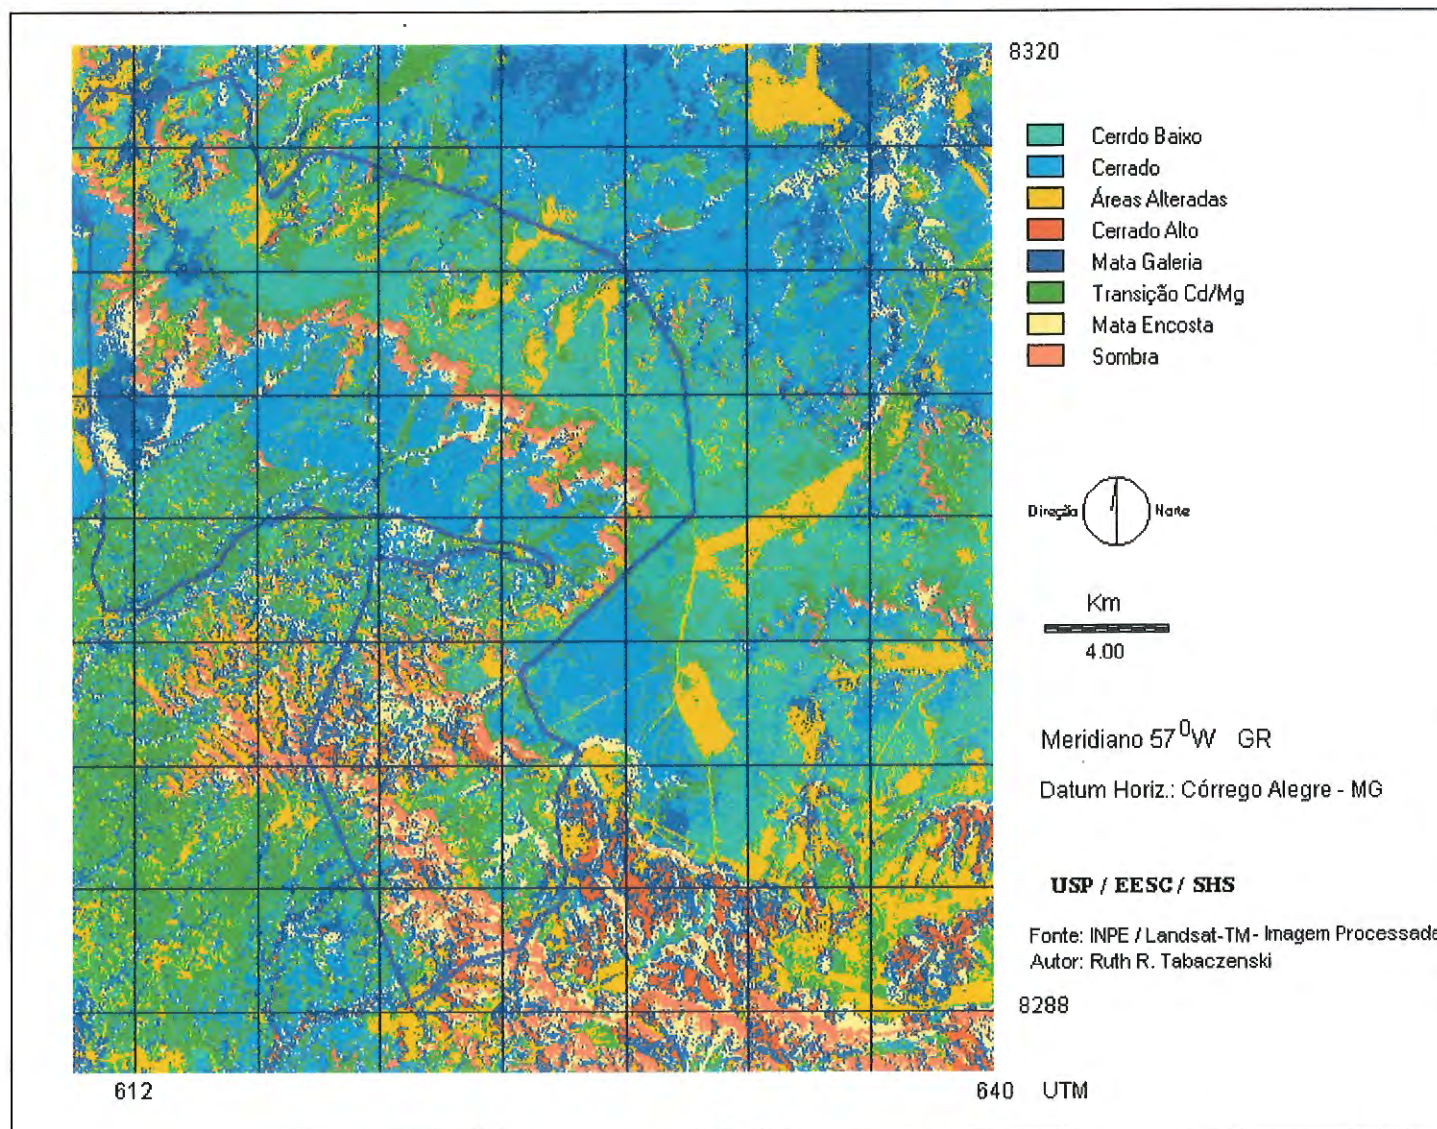 8320
Cerrdo Baixo
Cerrado
Áreas Alteradas
Cerrado Alto
Mata Galeria
Transição Cd/Mg
Mata Encosta
Sombra
Direção Norte
Km
4.00
Meridiano 57⁰W GR
Datum Horiz.: Córrego Alegre - MG
USP / EESC / SHS
Fonte: INPE / Landsat-TM- Imagem Processada
Autor: Ruth R. Tabaczenski
8288
612 640 UTM